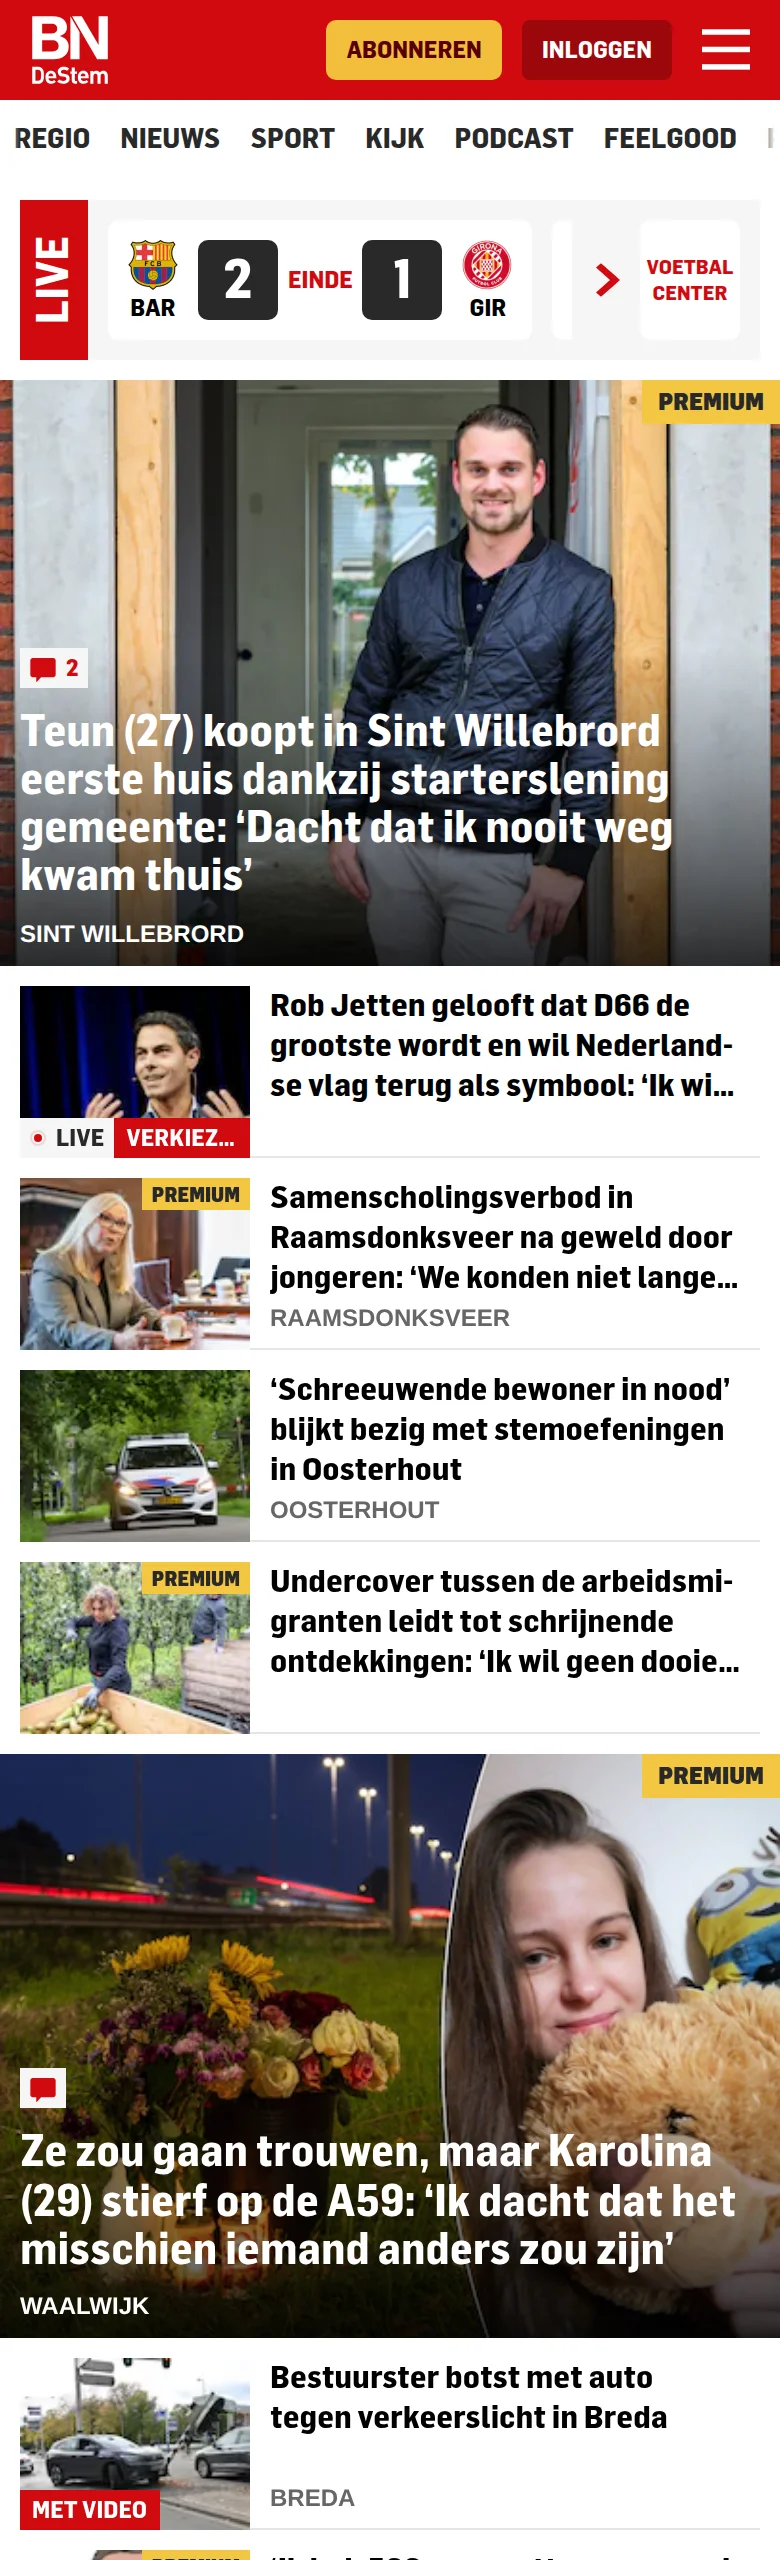 BN
DeStem
ABONNEREN
INLOGGEN
REGIO NIEUWS SPORT KIJK PODCAST FEELGOOD
LIVE
BAR
2
EINDE
1
GIR
VOETBAL
CENTER
PREMIUM
2
Teun (27) koopt in Sint Willebrord
eerste huis dankzij starterslening
gemeente: ‘Dacht dat ik nooit weg
kwam thuis’
SINT WILLEBRORD
Rob Jetten gelooft dat D66 de
grootste wordt en wil Nederland-
se vlag terug als symbool: ‘Ik wi...
LIVE
VERKIEZ...
PREMIUM
Samenscholingsverbod in
Raamsdonksveer na geweld door
jongeren: ‘We konden niet lange...
RAAMSDONKSVEER
‘Schreeuwende bewoner in nood’
blijkt bezig met stemoefeningen
in Oosterhout
OOSTERHOUT
PREMIUM
Undercover tussen de arbeidsmi-
granten leidt tot schrijnende
ontdekkingen: ‘Ik wil geen dooie...
PREMIUM
Ze zou gaan trouwen, maar Karolina
(29) stierf op de A59: ‘Ik dacht dat het
misschien iemand anders zou zijn’
WAALWIJK
Bestuurster botst met auto
tegen verkeerslicht in Breda
MET VIDEO
BREDA